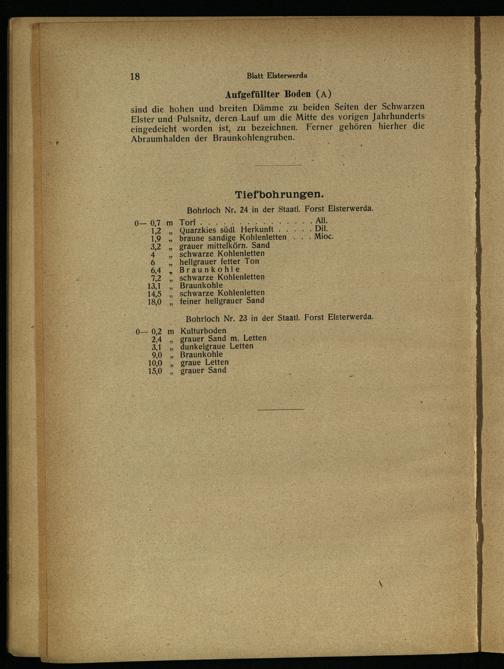 18 Blatt Elsterwerda
Aufgefüllter Boden (A)
sind die hohen und breiten Dämme zu beiden Seiten der Schwarzen
Elster und Pulsnitz, deren Lauf um die Mitte des vorigen Jahrhunderts
eingedeicht worden ist, zu bezeichnen. Ferner gehören hierher die
Abraumhalden der Braunkohlengruben.
Tiefbohrungen.
Bohrloch Nr. 24 in der Staatl. Forst Elsterwerda.
0— 0,7 m Torf . . . . . . . . . . . . . . . All.
1,2 „ Quarzkies südl Herkunft . . . . . Dil.
1,9 „ braune sandige Kohlenletten . . . Mioc.
3,2 „ grauer mittelkörn. Sand
4 „ schwarze Kohlenletten
6 „ hellgrauer fetter Ton
6,4 „ Braunkohle
7,2 „ schwarze Kohlenletten
13,1 „ Braunkohle
14,5 „ schwarze Kohlenletten
18,0 „ feiner hellgrauer Sand
Bohrloch Nr. 23 in der Staatl. Forst Elsterwerda.
0— 0,2 m Kulturboden
2,4 „ grauer Sand m. Letten
3,1 „ dunkelgraue Letten
9,0 „ Braunkohle
10,0 „ graue Letten
15,0 „ grauer Sand